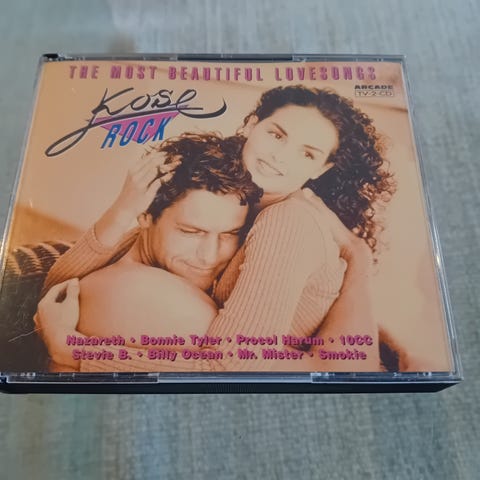 THE MOST BEAUTIFUL LOVESONGS
Kose
ROCK
ARCADE
TV-2-CD
Nazareth • Bonnie Tyler • Procol Harum • 10CC
Stevie B. • Billy Ocean • Mr. Mister • Smokie